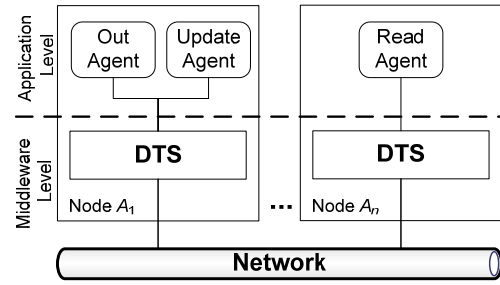 Application
Level
Out
Agent
Update
Agent
Read
Agent
Middleware
Level
DTS
DTS
Node A1
...
Node An
Network